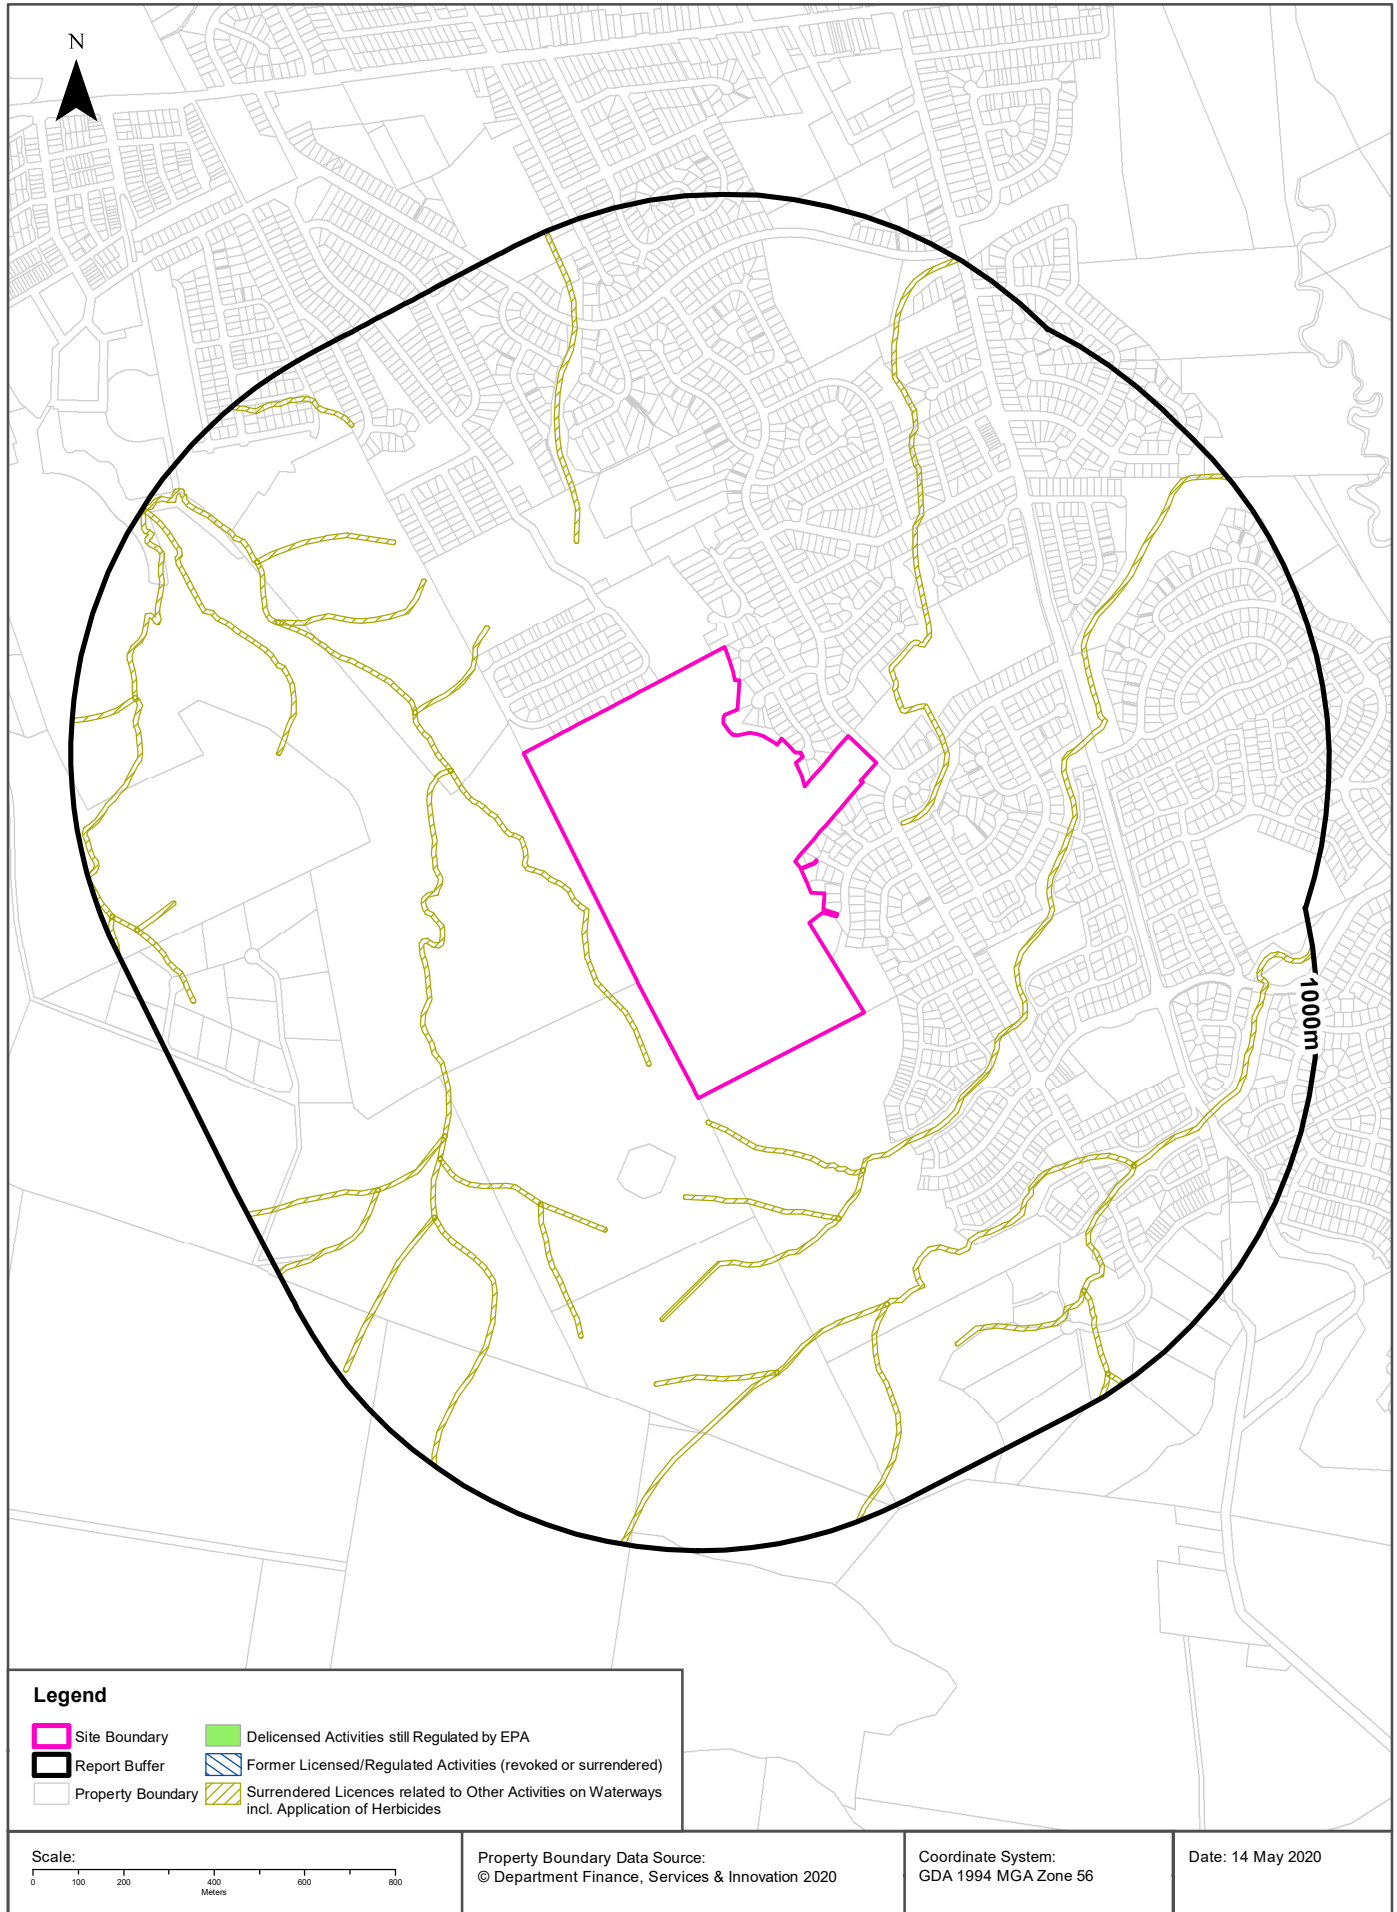 N
1000m
Legend
Site Boundary
Report Buffer
Property Boundary
Delicensed Activities still Regulated by EPA
Former Licensed/Regulated Activities (revoked or surrendered)
Surrendered Licences related to Other Activities on Waterways
incl. Application of Herbicides
Scale:
0 100 200 400 600 800
Meters
Property Boundary Data Source:
© Department Finance, Services & Innovation 2020
Coordinate System:
GDA 1994 MGA Zone 56
Date: 14 May 2020